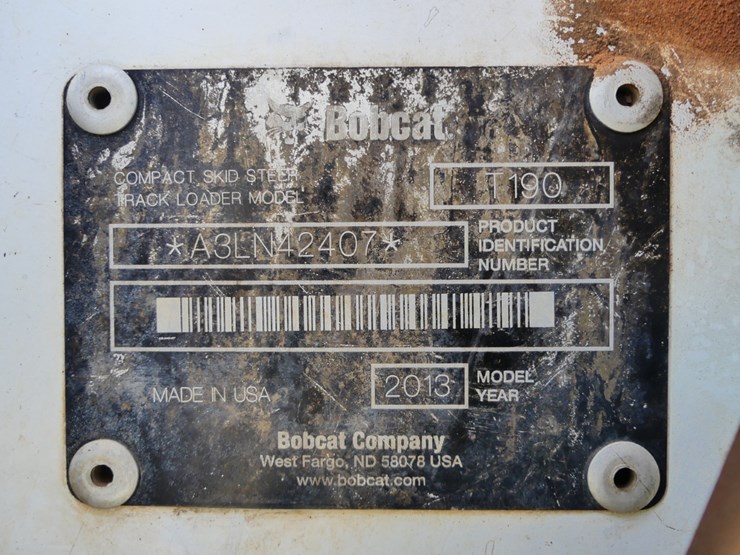 Bobcat
COMPACT SKID STEER
TRACK LOADER MODEL
T190
*A3LN42407*
PRODUCT
IDENTIFICATION
NUMBER
MADE IN USA
2013
MODEL
YEAR
Bobcat Company
West Fargo, ND 58078 USA
www.bobcat.com